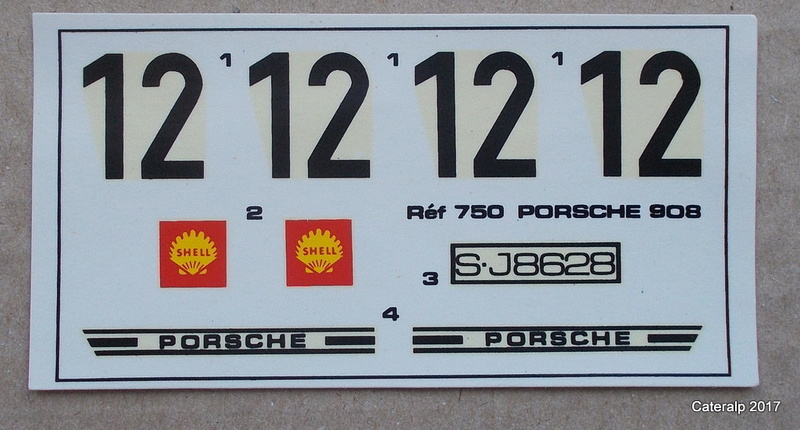 12 1 12 1 12 1 12
2
Réf 750 PORSCHE 908
SHELL SHELL
3 S·J8628
4
PORSCHE PORSCHE
Cateralp 2017